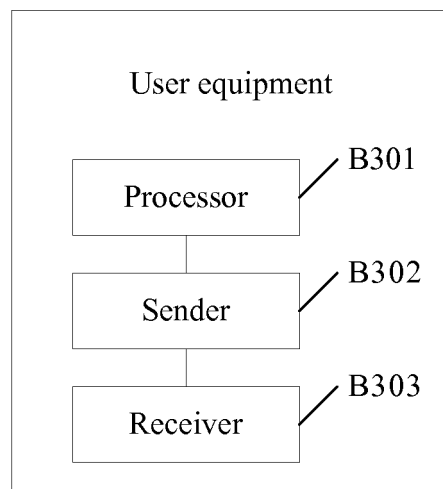 User equipment
B301
Processor
B302
Sender
B303
Receiver